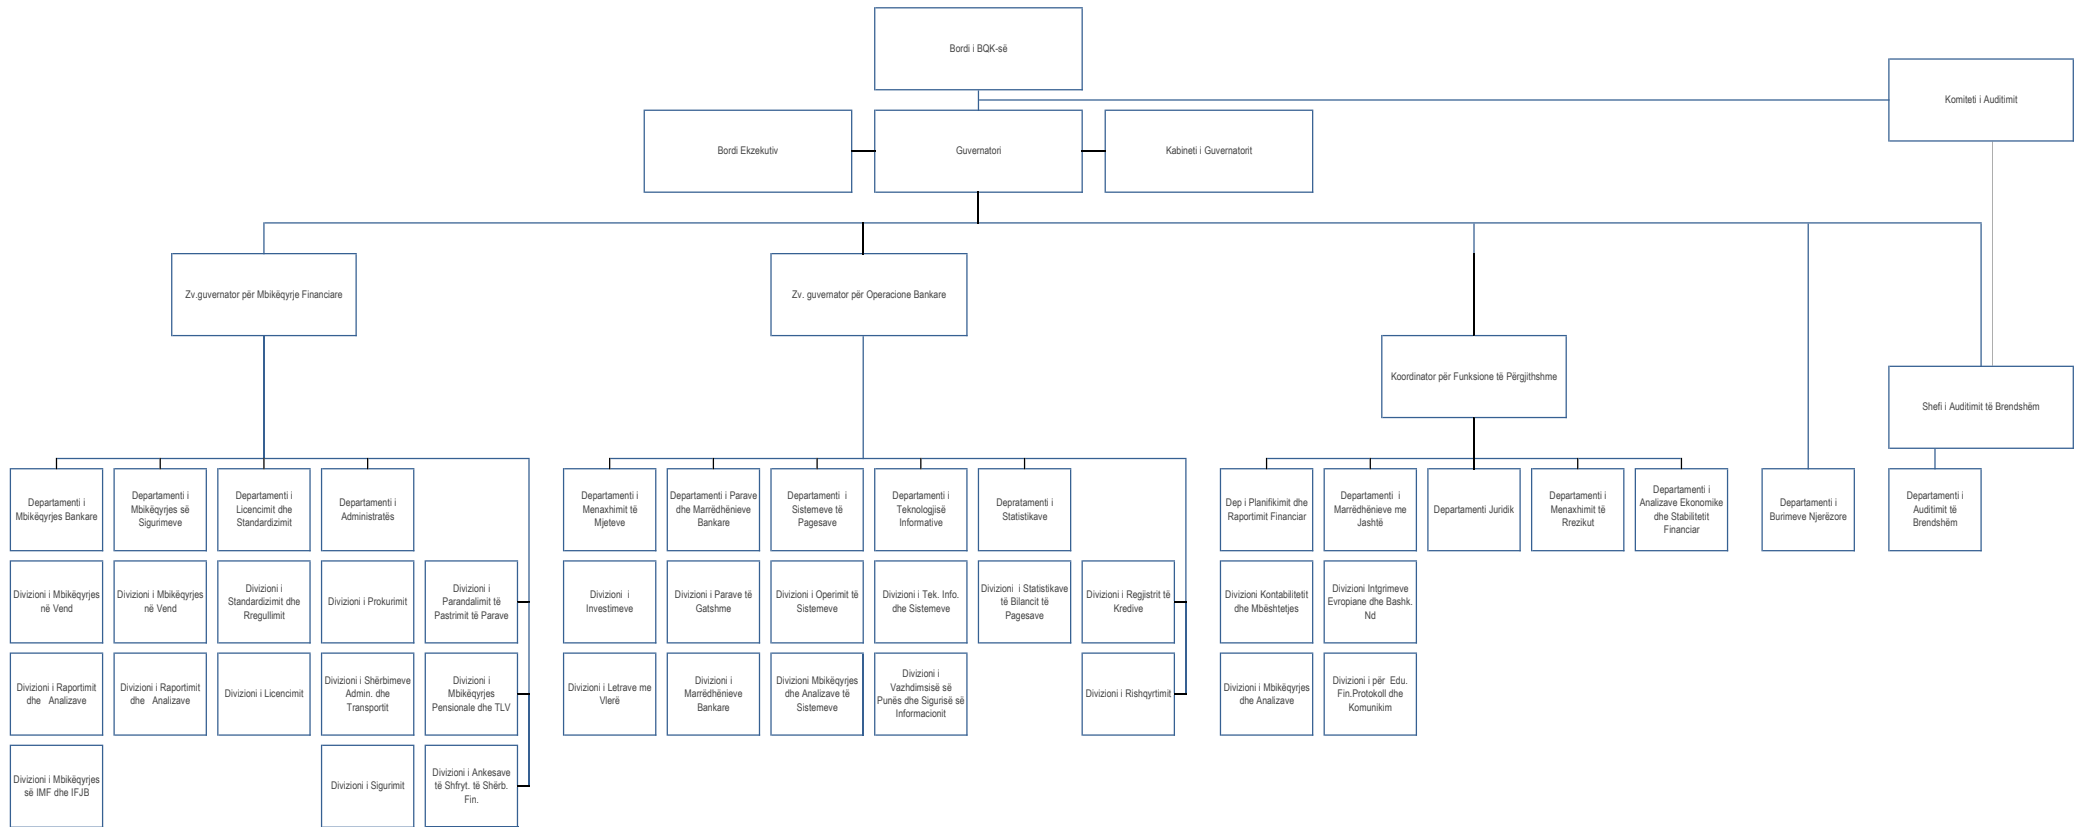 Bordi i BQK-së
Komiteti i Auditimit
Bordi Ekzekutiv
Guvernatori
Kabineti i Guvernatorit
Zv.guvernator për Mbikëqyrje Financiare
Zv. guvernator për Operacione Bankare
Koordinator për Funksione të Përgjithshme
Shefi i Auditimit të Brendshëm
Departamenti i
Mbikëqyrjes Bankare
Departamenti i
Mbikëqyrjes së
Sigurimeve
Departamenti i
Licencimit dhe
Standardizimit
Departamenti i
Administratës
Departamenti i
Menaxhimit të
Mjeteve
Departamenti i Parave
dhe Marrëdhënieve
Bankare
Departamenti i
Sistemeve të
Pagesave
Departamenti i
Teknologjisë
Informative
Depratamenti i
Statistikave
Dep i Planifikimit dhe
Raportimit Financiar
Departamenti i
Marrëdhënieve me
Jashtë
Departamenti Juridik
Departamenti i
Menaxhimit të
Rrezikut
Departamenti i
Analizave Ekonomike
dhe Stabilitetit
Financiar
Departamenti i
Burimeve Njerëzore
Departamenti i
Auditimit të
Brendshëm
Divizioni i Mbikëqyrjes
në Vend
Divizioni i Mbikëqyrjes
në Vend
Divizioni i
Standardizimit dhe
Rregullimit
Divizioni i Prokurimit
Divizioni i
Parandalimit të
Pastrimit të Parave
Divizioni i
Investimeve
Divizioni i Parave të
Gatshme
Divizioni i Operimit të
Sistemeve
Divizioni i Tek. Info.
dhe Sistemeve
Divizioni i Statistikave
të Bilancit të
Pagesave
Divizioni i Regjistrit të
Kredive
Divizioni Kontabilitetit
dhe Mbështetjes
Divizioni Intgrimeve
Evropiane dhe Bashk.
Nd
Divizioni i Raportimit
dhe Analizave
Divizioni i Raportimit
dhe Analizave
Divizioni i Licencimit
Divizioni i Shërbimeve
Admin. dhe
Transportit
Divizioni i
Mbikëqyrjes
Pensionale dhe TLV
Divizioni i Letrave me
Vlerë
Divizioni i
Marrëdhënieve
Bankare
Divizioni Mbikëqyrjes
dhe Analizave të
Sistemeve
Divizioni i
Vazhdimsisë së
Punës dhe Sigurisë së
Informacionit
Divizioni i Rishqyrtimit
Divizioni i Mbikëqyrjes
dhe Analizave
Divizioni i për Edu.
Fin.Protokoll dhe
Komunikim
Divizioni i Mbikëqyrjes
së IMF dhe IFJB
Divizioni i Sigurimit
Divizioni i Ankesave
të Shfryt. të Shërb.
Fin.